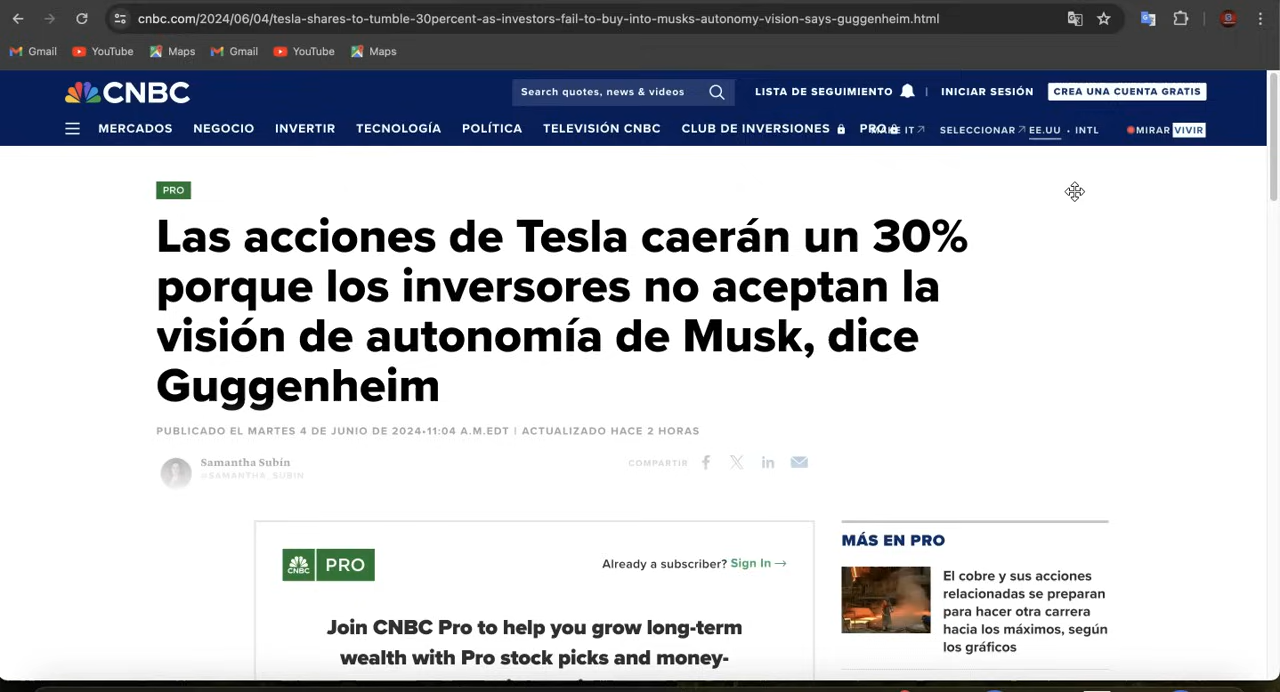 cnbc.com/2024/06/04/tesla-shares-to-tumble-30percent-as-investors-fail-to-buy-into-musks-autonomy-vision-says-guggenheim.html
Gmail YouTube Maps Gmail YouTube Maps
CNBC Search quotes, news & videos LISTA DE SEGUIMIENTO | INICIAR SESIÓN CREA UNA CUENTA GRATIS
MERCADOS NEGOCIO INVERTIR TECNOLOGÍA POLÍTICA TELEVISIÓN CNBC CLUB DE INVERSIONES PRO IT SELECCIONAR EE.UU • INTL MIRAR VIVIR
PRO
Las acciones de Tesla caerán un 30%
porque los inversores no aceptan la
visión de autonomía de Musk, dice
Guggenheim
PUBLICADO EL MARTES 4 DE JUNIO DE 2024•11:04 A.M.EDT | ACTUALIZADO HACE 2 HORAS
Samantha Subin
@SAMANTHA_SUBIN
COMPARTIR
CNBC PRO
Already a subscriber? Sign In
Join CNBC Pro to help you grow long-term
wealth with Pro stock picks and money-
MÁS EN PRO
El cobre y sus acciones
relacionadas se preparan
para hacer otra carrera
hacia los máximos, según
los gráficos